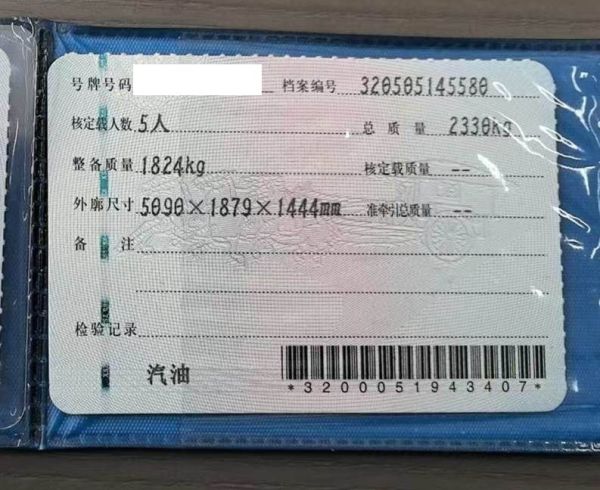 号牌号码 档案编号 320505145580
核定载人数 5人 总质量 2330kg
整备质量 1824kg 核定载质量 --
外廓尺寸 5090×1879×1444mm 准牵引总质量 --
备注
检验记录
汽油
*3200051943407*